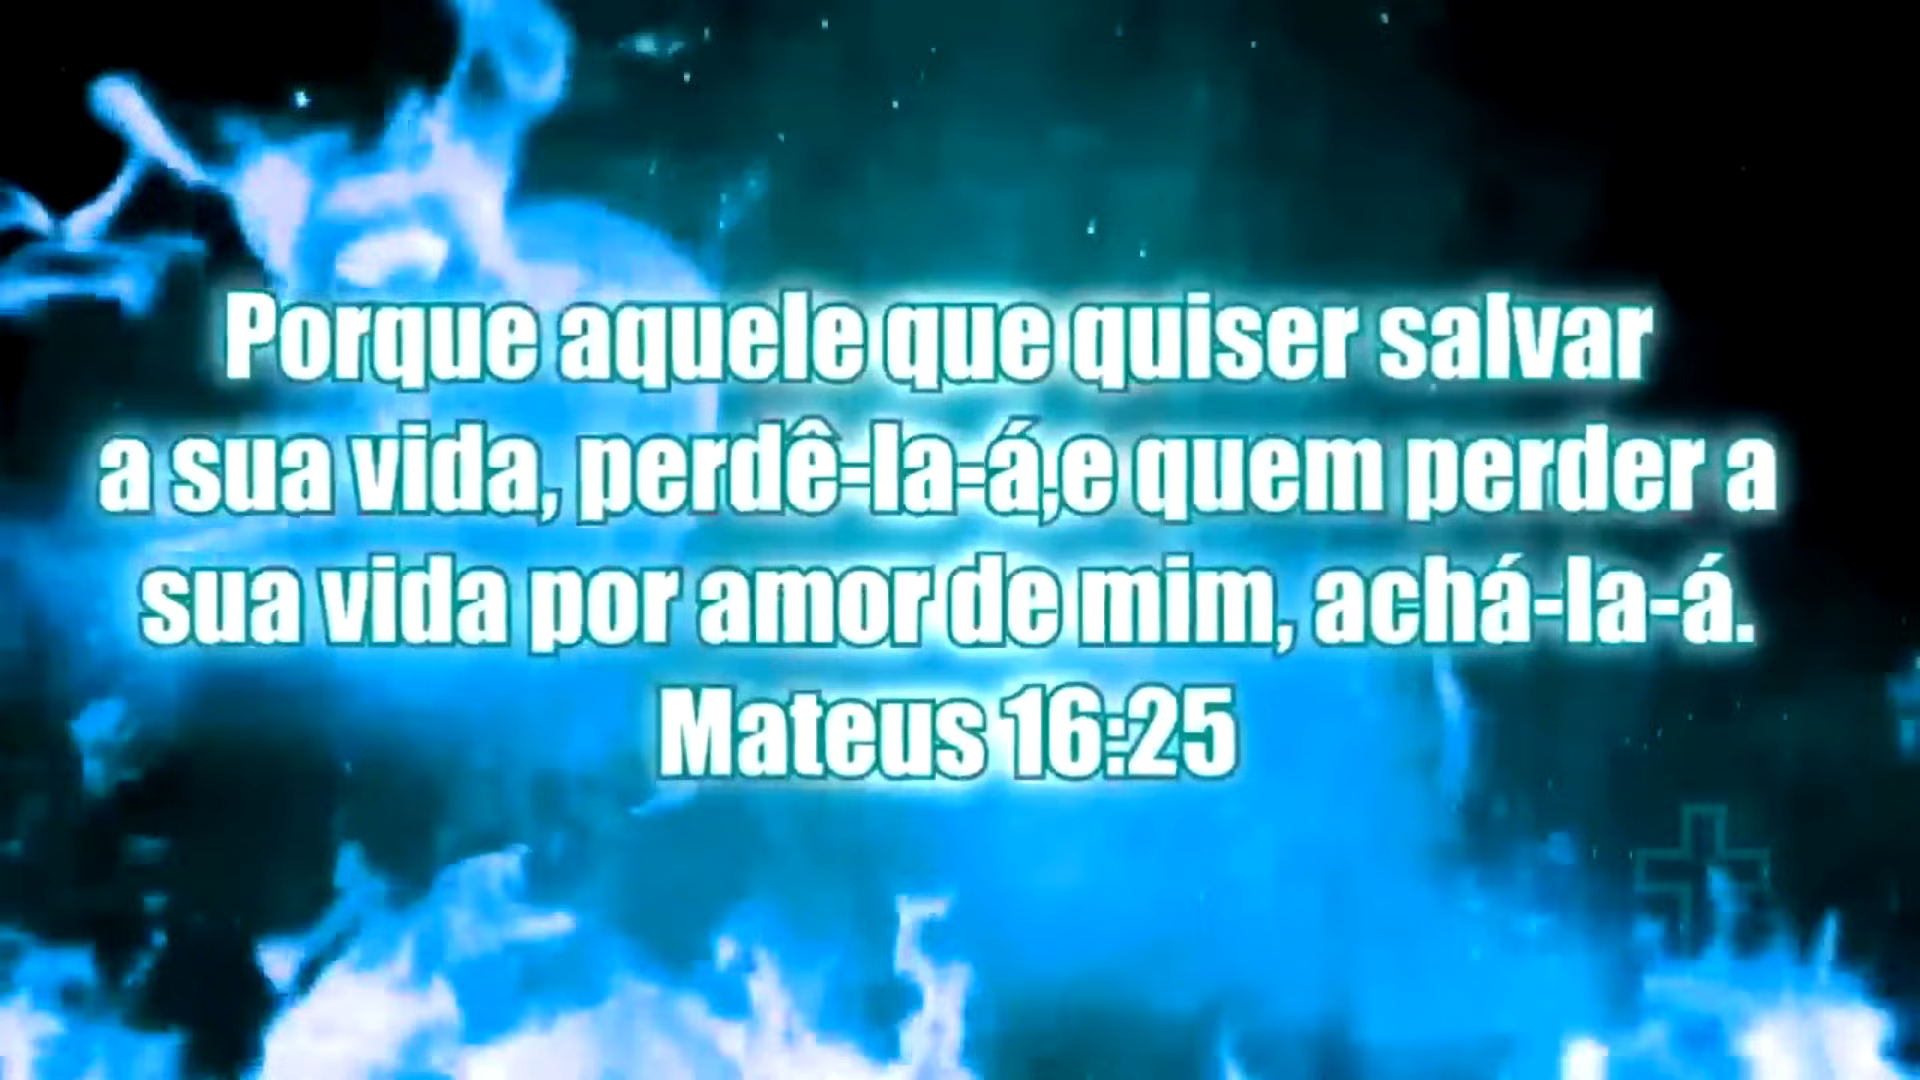 Porque aquele que quiser salvar
a sua vida, perdê-la-á,e quem perder a
sua vida por amor de mim, achá-la-á.
Mateus 16:25